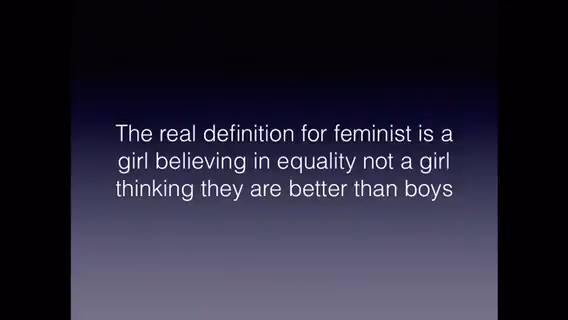 The real definition for feminist is a
girl believing in equality not a girl
thinking they are better than boys